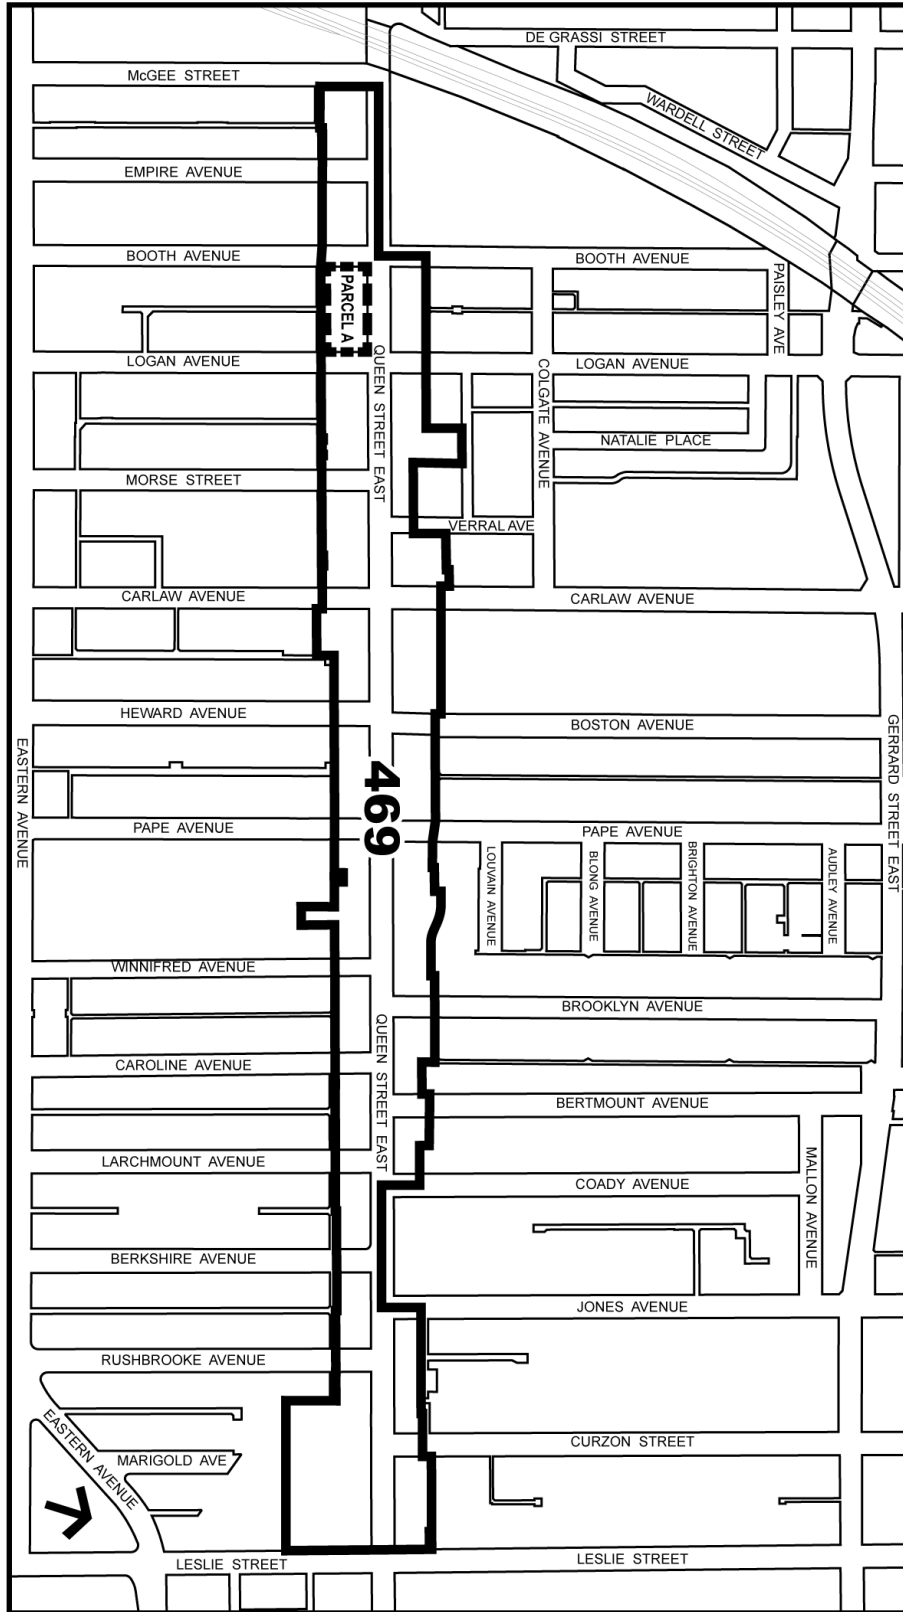 DE GRASSI STREET
McGEE STREET
WARDELL STREET
EMPIRE AVENUE
BOOTH AVENUE
BOOTH AVENUE
PAISLEY AVE
PARCEL A
LOGAN AVENUE
QUEEN STREET EAST
COLGATE AVENUE
LOGAN AVENUE
NATALIE PLACE
MORSE STREET
VERRAL AVE
CARLAW AVENUE
CARLAW AVENUE
HEWARD AVENUE
BOSTON AVENUE
GERRARD STREET EAST
EASTERN AVENUE
469
PAPE AVENUE
PAPE AVENUE
LOUVAIN AVENUE
BLONG AVENUE
BRIGHTON AVENUE
AUDLEY AVENUE
WINNIFRED AVENUE
BROOKLYN AVENUE
QUEEN STREET EAST
CAROLINE AVENUE
BERTMOUNT AVENUE
LARCHMOUNT AVENUE
COADY AVENUE
MALLON AVENUE
BERKSHIRE AVENUE
JONES AVENUE
RUSHBROOKE AVENUE
EASTERN AVENUE
CURZON STREET
MARIGOLD AVE
LESLIE STREET
LESLIE STREET